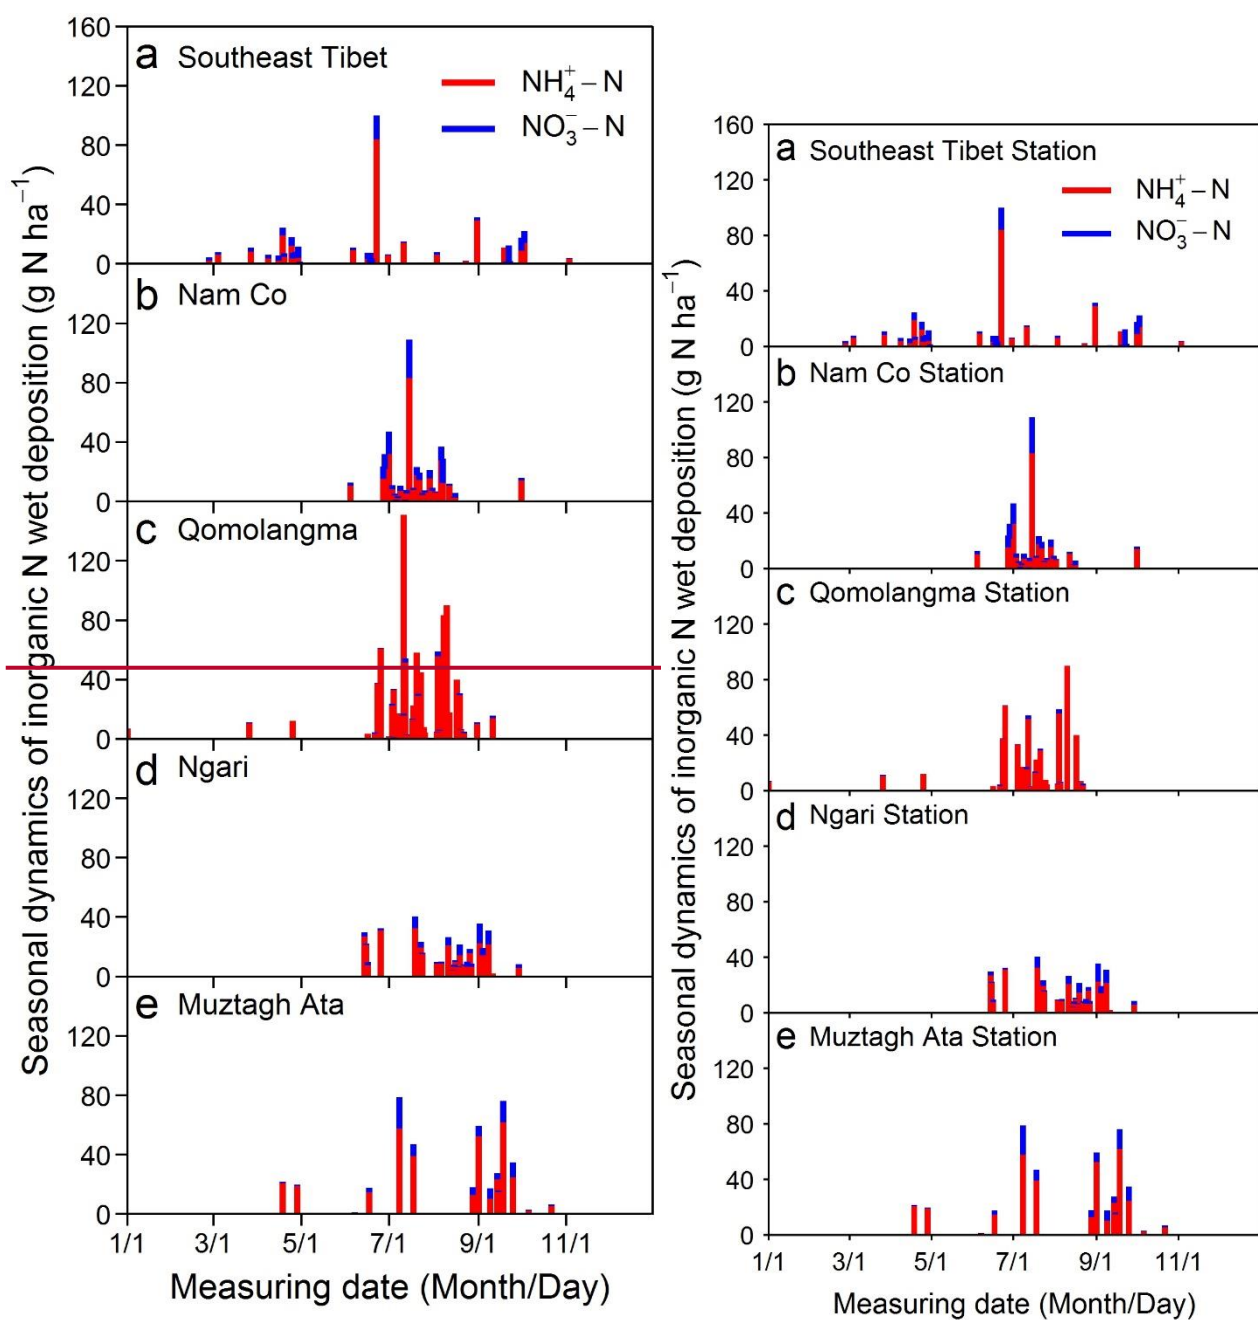 Seasonal dynamics of inorganic N wet deposition (g N ha⁻¹)
160
a Southeast Tibet
120
NH₄⁺ – N
80
NO₃⁻ – N
40
0
b Nam Co
120
80
40
0
c Qomolangma
120
80
40
0
d Ngari
120
80
40
0
e Muztagh Ata
120
80
40
0
1/1 3/1 5/1 7/1 9/1 11/1
Measuring date (Month/Day)
Seasonal dynamics of inorganic N wet deposition (g N ha⁻¹)
160
a Southeast Tibet Station
120
NH₄⁺ – N
NO₃⁻ – N
80
40
0
b Nam Co Station
120
80
40
0
c Qomolangma Station
120
80
40
0
d Ngari Station
120
80
40
0
e Muztagh Ata Station
120
80
40
0
1/1 3/1 5/1 7/1 9/1 11/1
Measuring date (Month/Day)